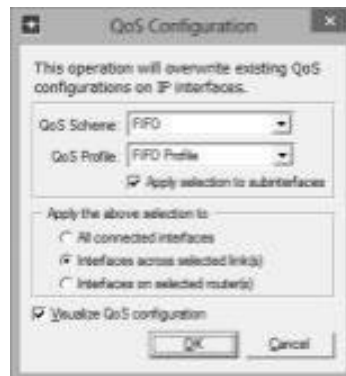 QoS Configuration
This operation will overwrite existing QoS
configurations on IP interfaces.
QoS Scheme: FIFO
QoS Profile: FIFO Profile
Apply selection to subinterfaces
Apply the above selection to
All connected interfaces
Interfaces across selected link(s)
Interfaces on selected router(s)
Visualize QoS configuration
OK Cancel